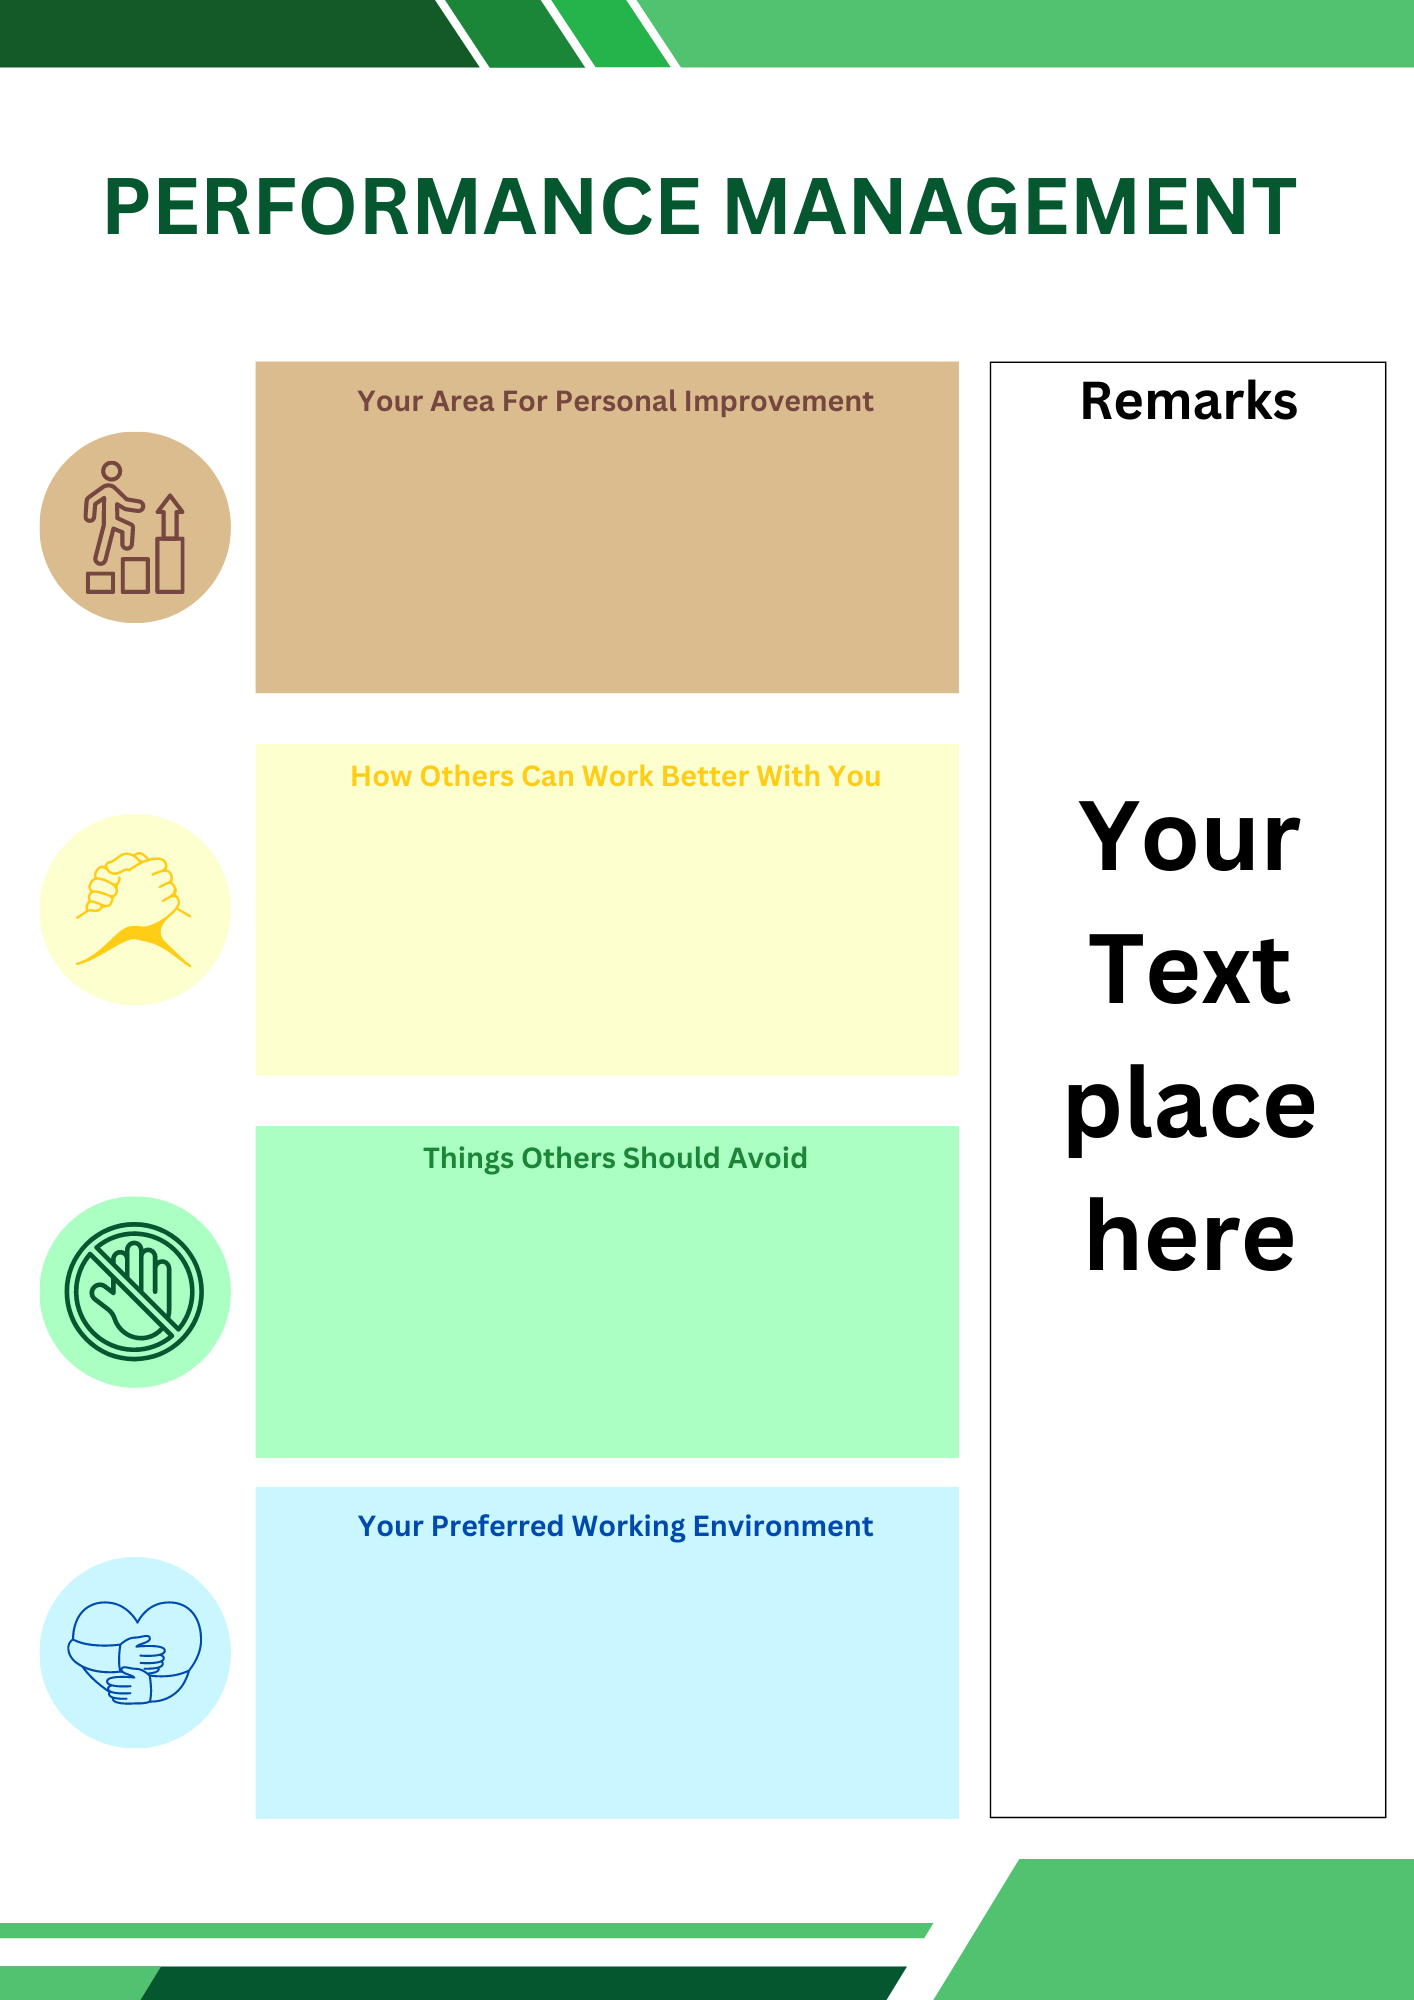 PERFORMANCE MANAGEMENT
Your Area For Personal Improvement
How Others Can Work Better With You
Things Others Should Avoid
Your Preferred Working Environment
Remarks
Your
Text
place
here